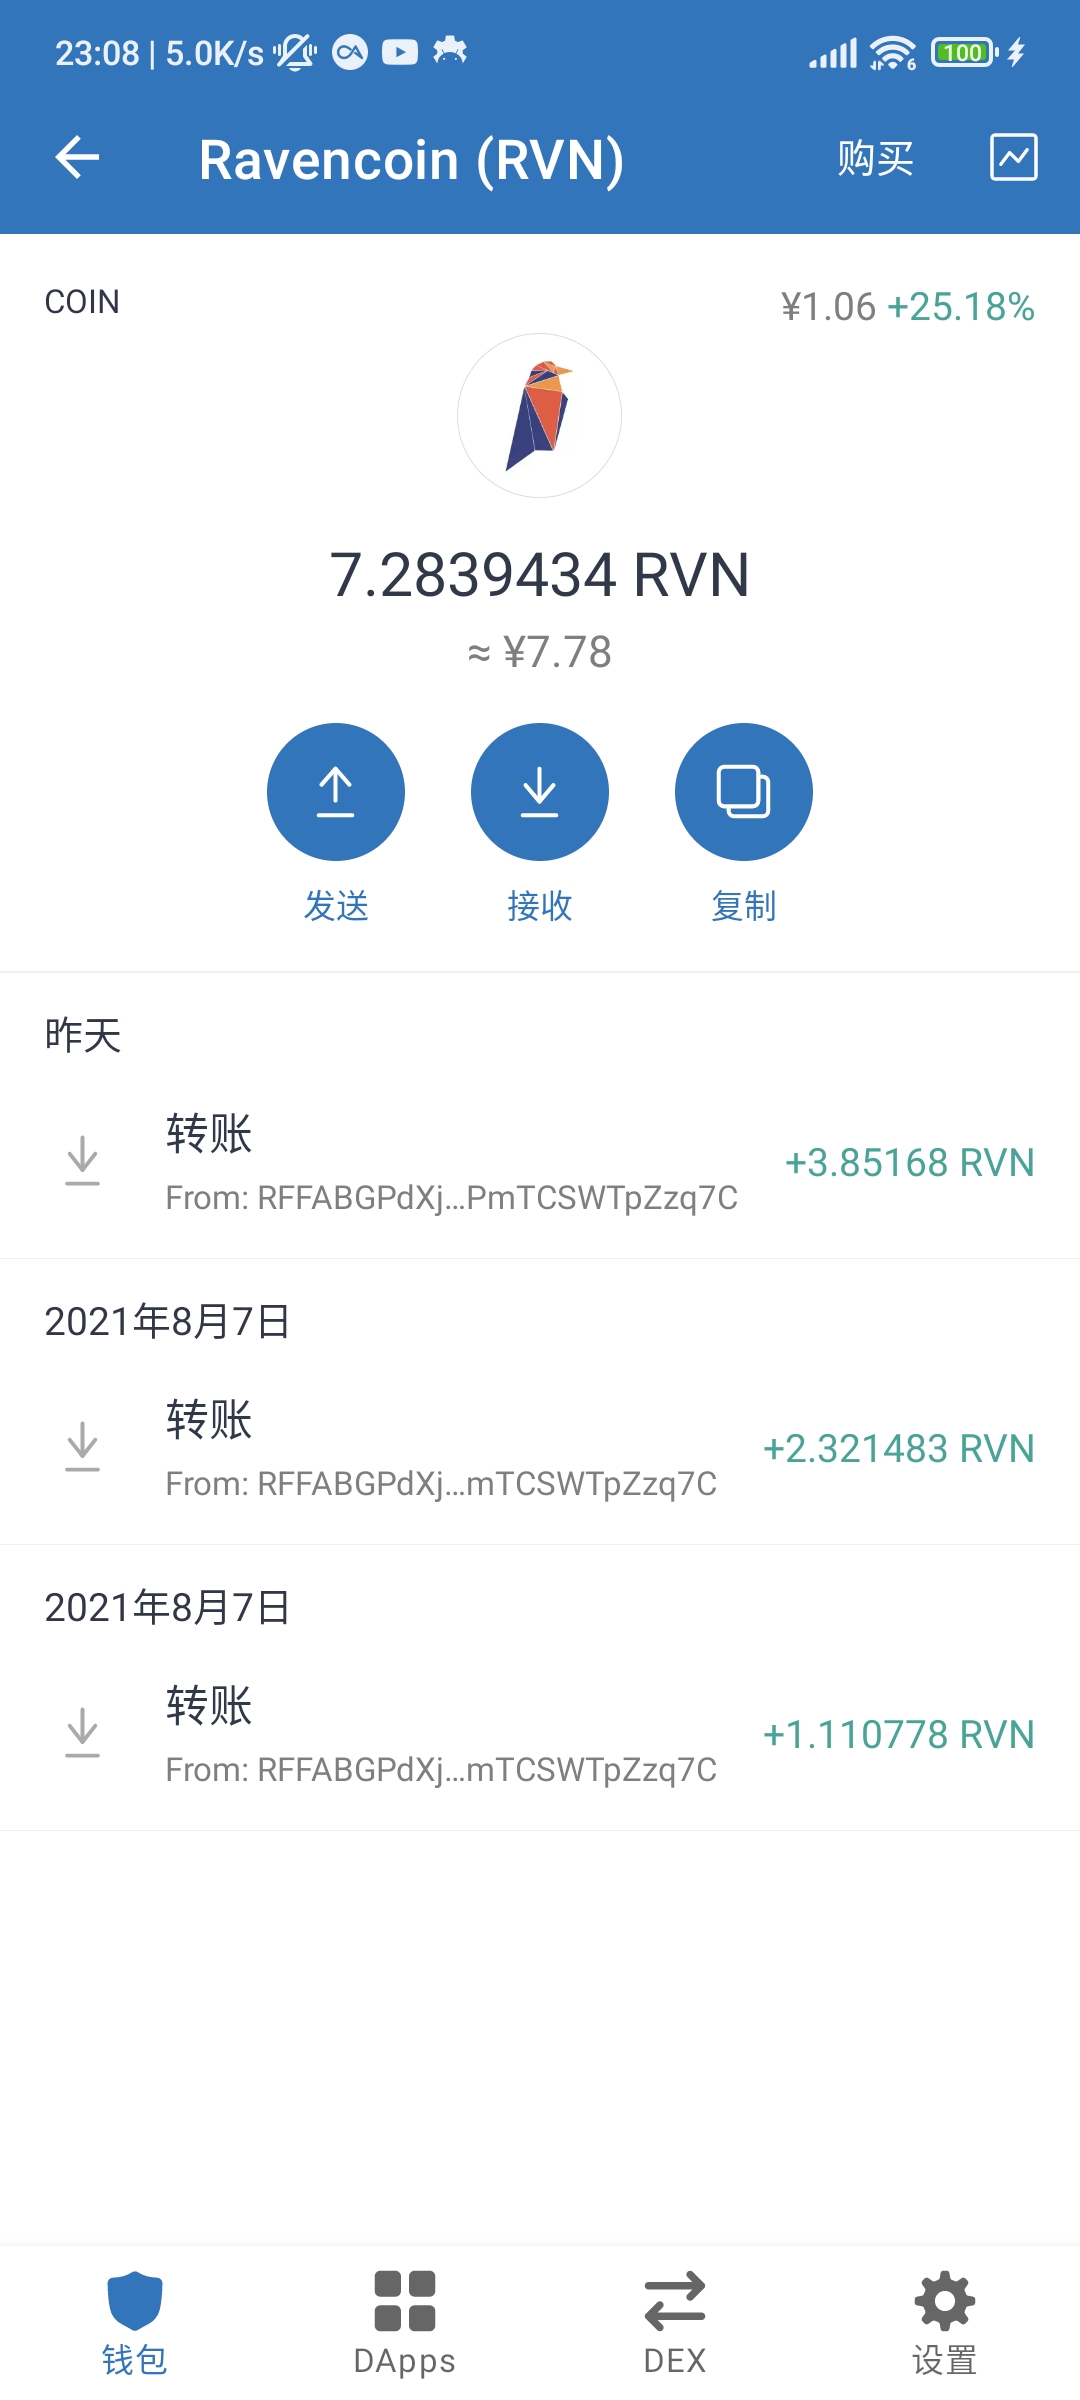 23:08 | 5.0K/s
6
100
Ravencoin (RVN)
购买
COIN
¥1.06 +25.18%
7.2839434 RVN
≈ ¥7.78
发送
接收
复制
昨天
转账
+3.85168 RVN
From: RFFABGPdXj...PmTCSWTpZzq7C
2021年8月7日
转账
+2.321483 RVN
From: RFFABGPdXj...mTCSWTpZzq7C
2021年8月7日
转账
+1.110778 RVN
From: RFFABGPdXj...mTCSWTpZzq7C
钱包
DApps
DEX
设置